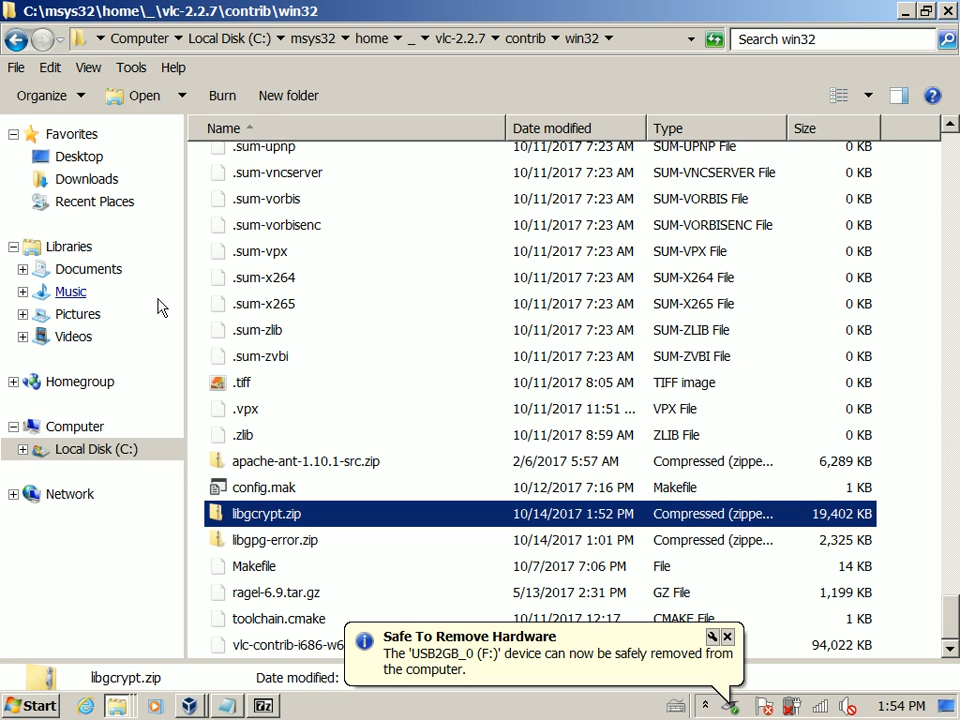 C:\msys32\home\_\vlc-2.2.7\contrib\win32
Computer Local Disk (C:) msys32 home _ vlc-2.2.7 contrib win32 Search win32
File Edit View Tools Help
Organize Open Burn New folder
Name Date modified Type Size
Favorites
Desktop
Downloads
Recent Places
Libraries
Documents
Music
Pictures
Videos
Homegroup
Computer
Local Disk (C:)
Network
.sum-upnp 10/11/2017 7:23 AM SUM-UPNP File 0 KB
.sum-vncserver 10/11/2017 7:23 AM SUM-VNCSERVER File 0 KB
.sum-vorbis 10/11/2017 7:23 AM SUM-VORBIS File 0 KB
.sum-vorbisenc 10/11/2017 7:23 AM SUM-VORBISENC File 0 KB
.sum-vpx 10/11/2017 7:23 AM SUM-VPX File 0 KB
.sum-x264 10/11/2017 7:23 AM SUM-X264 File 0 KB
.sum-x265 10/11/2017 7:23 AM SUM-X265 File 0 KB
.sum-zlib 10/11/2017 7:23 AM SUM-ZLIB File 0 KB
.sum-zvbi 10/11/2017 7:23 AM SUM-ZVBI File 0 KB
.tiff 10/11/2017 8:05 AM TIFF image 0 KB
.vpx 10/11/2017 11:51 ... VPX File 0 KB
.zlib 10/11/2017 8:59 AM ZLIB File 0 KB
apache-ant-1.10.1-src.zip 2/6/2017 5:57 AM Compressed (zippe... 6,289 KB
config.mak 10/12/2017 7:16 PM Makefile 1 KB
libgcrypt.zip 10/14/2017 1:52 PM Compressed (zippe... 19,402 KB
libgpg-error.zip 10/14/2017 1:01 PM Compressed (zippe... 2,325 KB
Makefile 10/7/2017 7:06 PM File 14 KB
ragel-6.9.tar.gz 5/13/2017 2:31 PM GZ File 1,199 KB
toolchain.cmake 10/11/2017 12:17 CMAKE File 1 KB
vlc-contrib-i686-w6 94,022 KB
Safe To Remove Hardware
The 'USB2GB_0 (F:)' device can now be safely removed from
the computer.
libgcrypt.zip Date modified:
Start 7z 1:54 PM